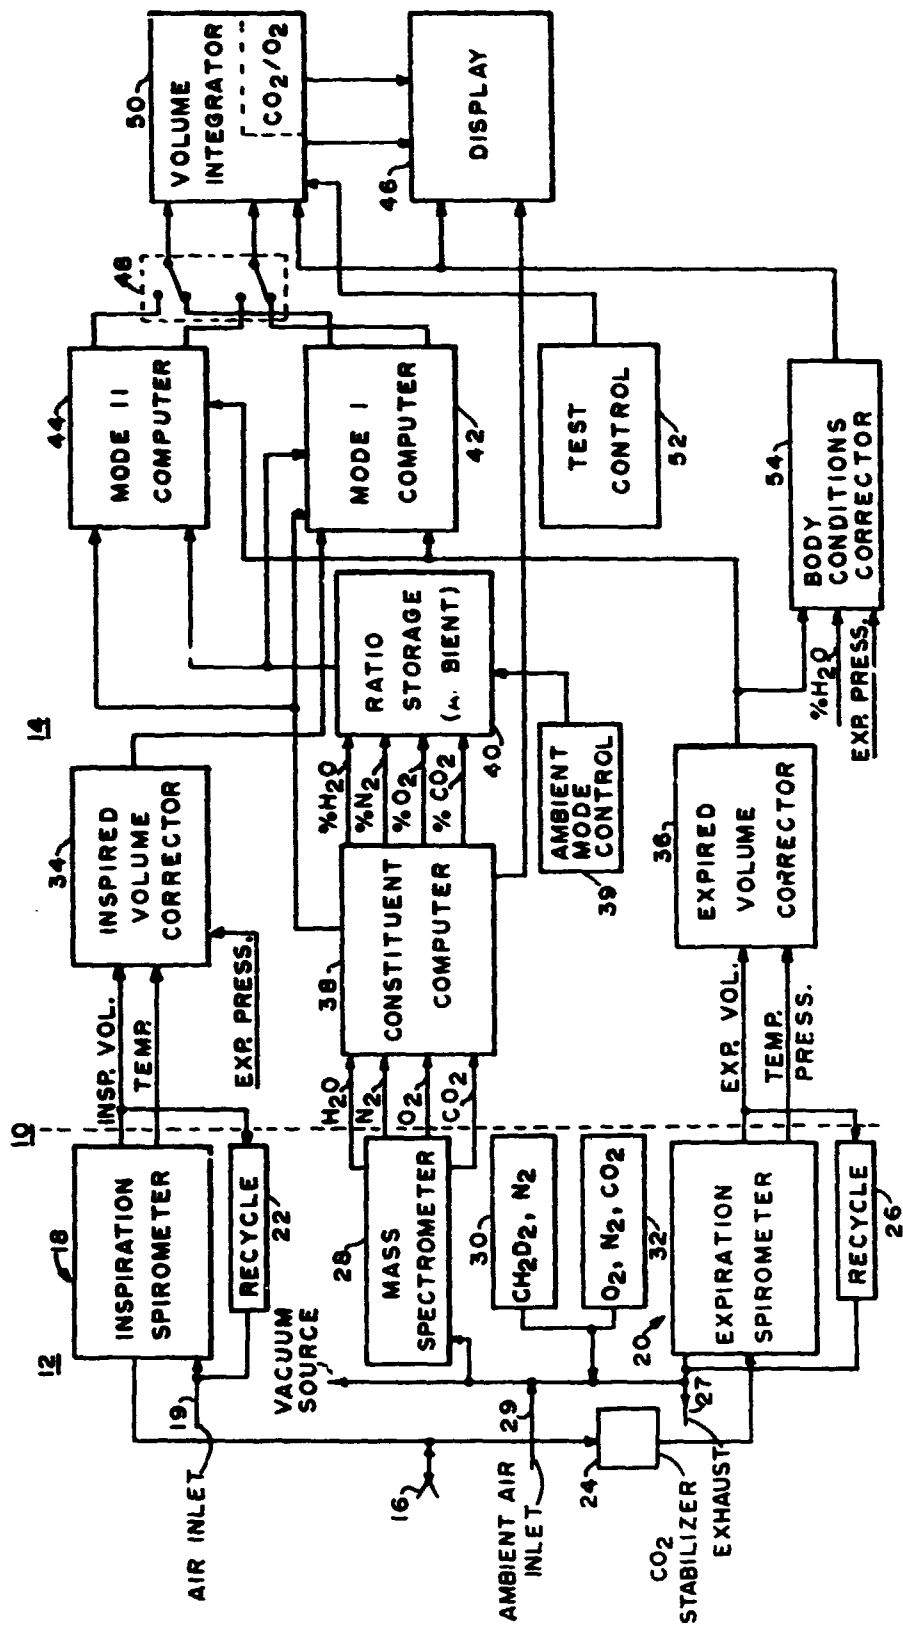 10
12
14
18
INSPIRATION
SPIROMETER
AIR INLET
19
RECYCLE
22
INSP. VOL.
TEMP.
EXP. PRESS.
34
INSPIRED
VOLUME
CORRECTOR
44
MODE II
COMPUTER
48
50
VOLUME
INTEGRATOR
CO2/O2
46
DISPLAY
VACUUM
SOURCE
16
28
MASS
SPECTROMETER
H2O
N2
O2
CO2
38
CONSTITUENT
COMPUTER
%H2O
%N2
%O2
%CO2
RATIO
STORAGE
BIENT)
40
MODE I
COMPUTER
42
AMBIENT AIR
INLET
29
30
CH2D2, N2
O2, N2, CO2
32
AMBIENT
MODE
CONTROL
39
TEST
CONTROL
52
24
CO2
STABILIZER
EXHAUST
27
20
EXPIRATION
SPIROMETER
RECYCLE
26
EXP. VOL.
TEMP.
PRESS.
36
EXPIRED
VOLUME
CORRECTOR
%H2O
EXP. PRESS.
54
BODY
CONDITIONS
CORRECTOR